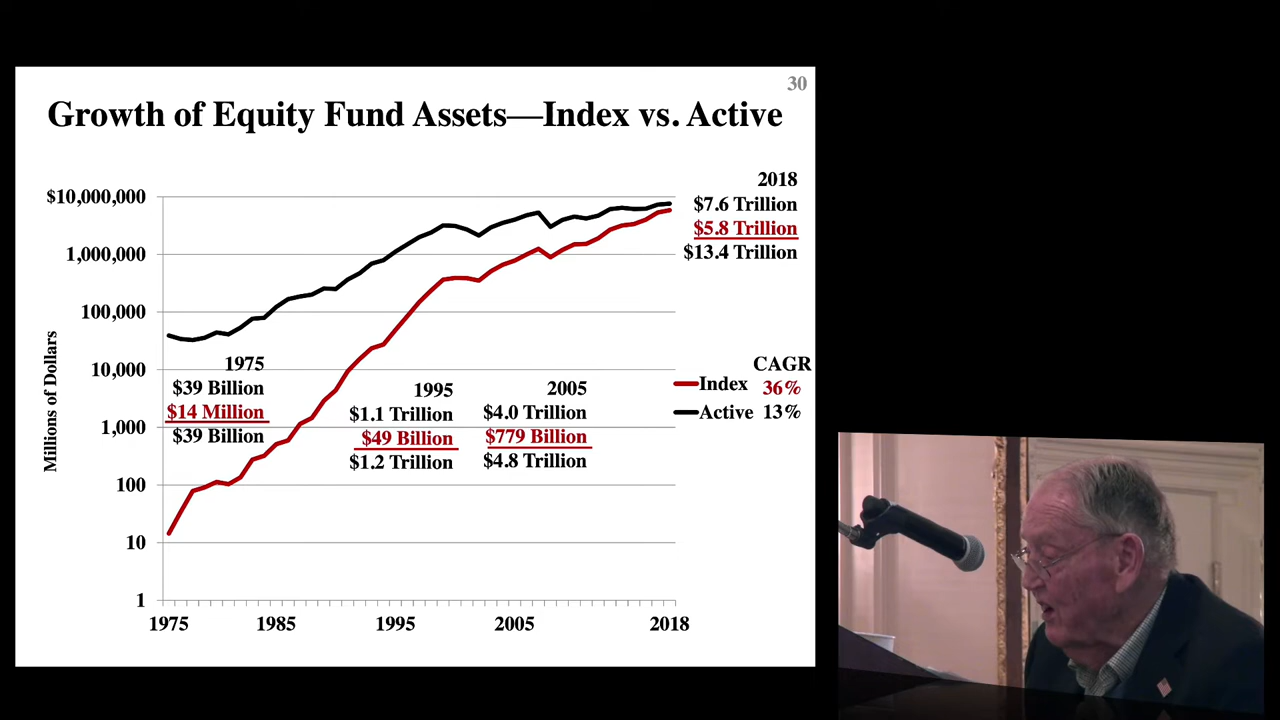 30
Growth of Equity Fund Assets—Index vs. Active
2018
$7.6 Trillion
$5.8 Trillion
$13.4 Trillion
$10,000,000
1,000,000
100,000
10,000
1,000
100
10
1
Millions of Dollars
1975
$39 Billion
$14 Million
$39 Billion
1995
$1.1 Trillion
$49 Billion
$1.2 Trillion
2005
$4.0 Trillion
$779 Billion
$4.8 Trillion
CAGR
Index 36%
Active 13%
1975 1985 1995 2005 2018